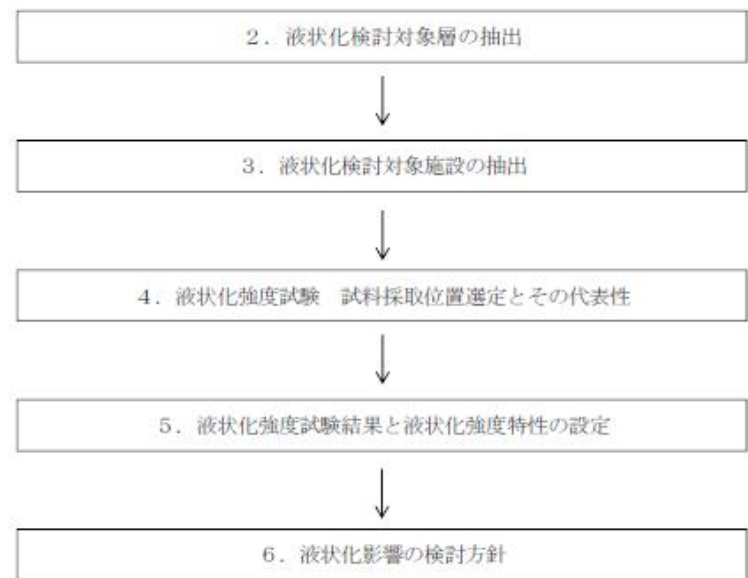 ２．液状化検討対象層の抽出
３．液状化検討対象施設の抽出
４．液状化強度試験　試料採取位置選定とその代表性
５．液状化強度試験結果と液状化強度特性の設定
６．液状化影響の検討方針